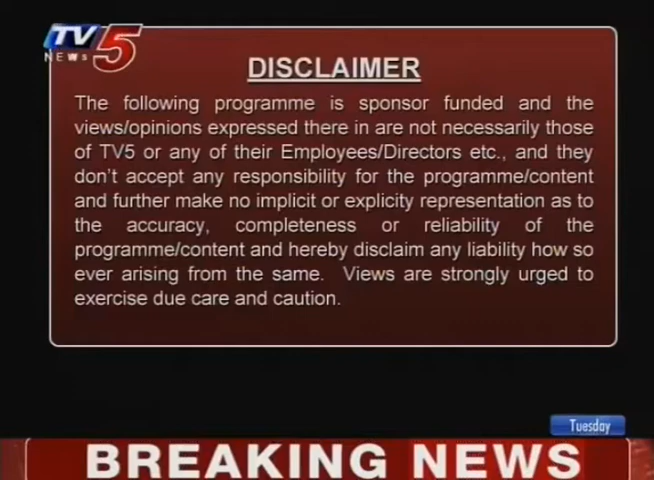 TV5
NEWS
DISCLAIMER
The following programme is sponsor funded and the
views/opinions expressed there in are not necessarily those
of TV5 or any of their Employees/Directors etc., and they
don't accept any responsibility for the programme/content
and further make no implicit or explicity representation as to
the accuracy, completeness or reliability of the
programme/content and hereby disclaim any liability how so
ever arising from the same. Views are strongly urged to
exercise due care and caution.
Tuesday
BREAKING NEWS